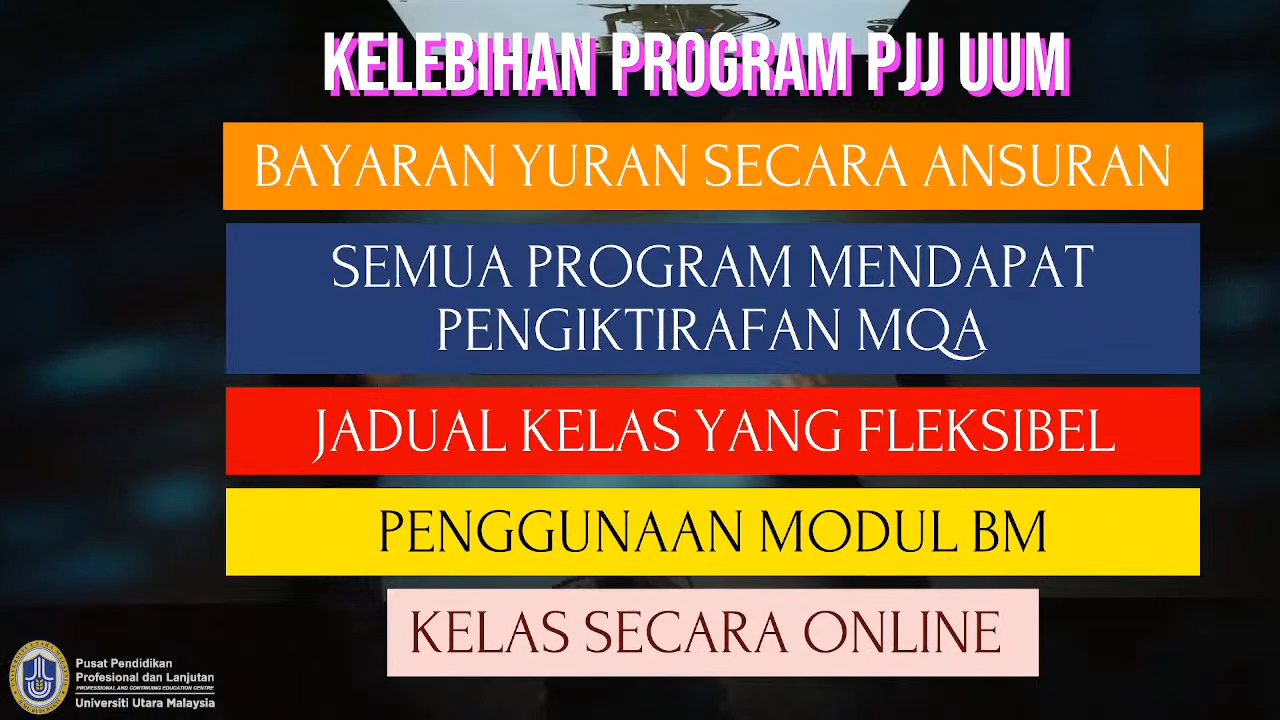 KELEBIHAN PROGRAM PJJ UUM
BAYARAN YURAN SECARA ANSURAN
SEMUA PROGRAM MENDAPAT
PENGIKTIRAFAN MQA
JADUAL KELAS YANG FLEKSIBEL
PENGGUNAAN MODUL BM
KELAS SECARA ONLINE
Pusat Pendidikan
Profesional dan Lanjutan
PROFESSIONAL AND CONTINUING EDUCATION CENTRE
Universiti Utara Malaysia